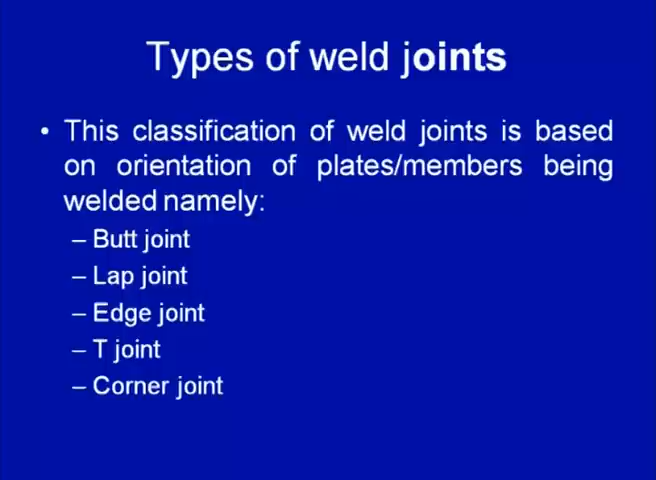 Types of weld joints
• This classification of weld joints is based
on orientation of plates/members being
welded namely:
– Butt joint
– Lap joint
– Edge joint
– T joint
– Corner joint